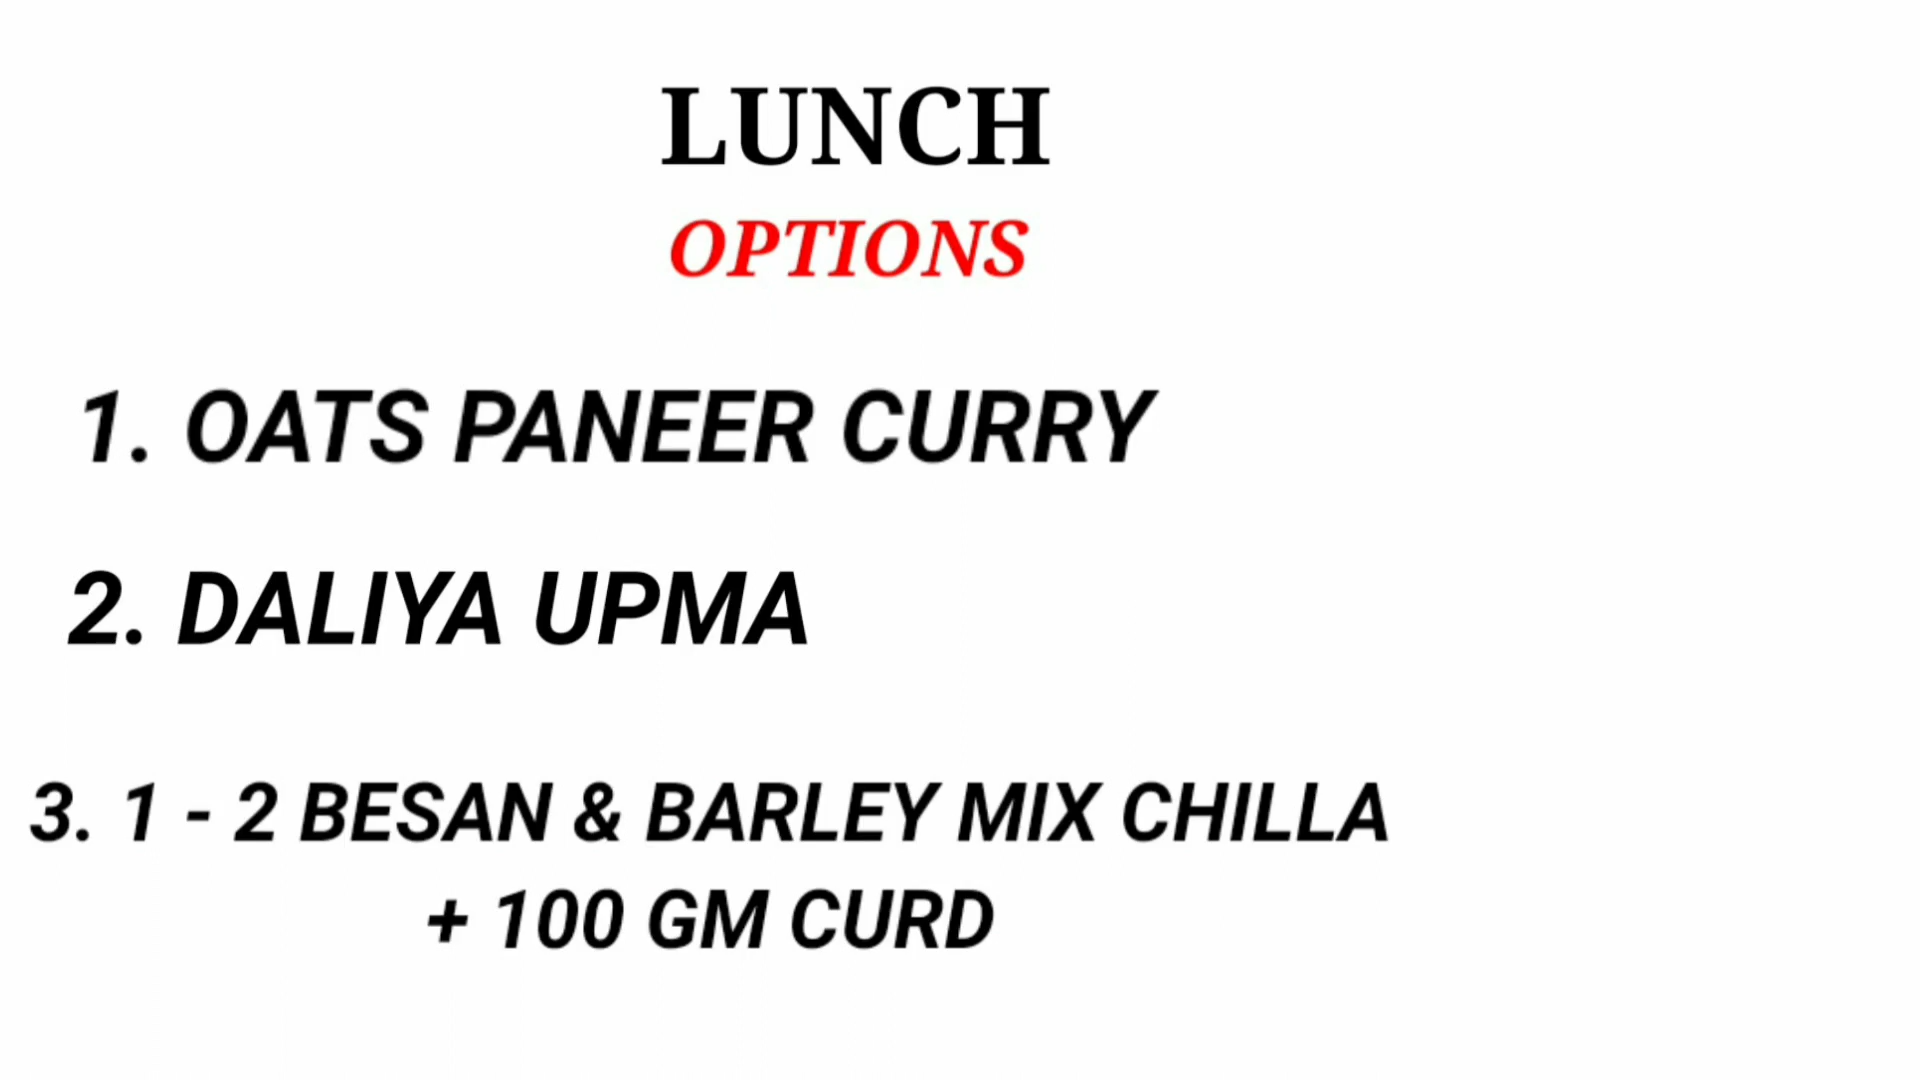 LUNCH
OPTIONS
1. OATS PANEER CURRY
2. DALIYA UPMA
3. 1 - 2 BESAN & BARLEY MIX CHILLA
+ 100 GM CURD